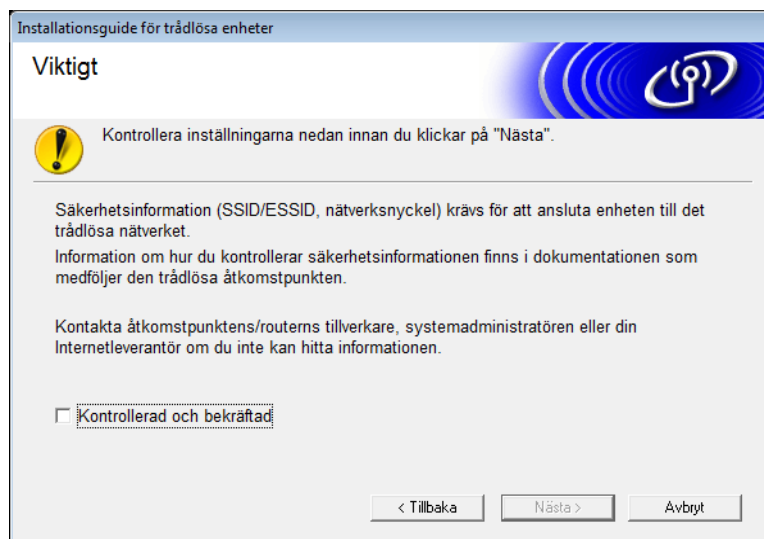 Installationsguide för trådlösa enheter
Viktigt
Kontrollera inställningarna nedan innan du klickar på "Nästa".
Säkerhetsinformation (SSID/ESSID, nätverksnyckel) krävs för att ansluta enheten till det
trådlösa nätverket.
Information om hur du kontrollerar säkerhetsinformationen finns i dokumentationen som
medföljer den trådlösa åtkomstpunkten.
Kontakta åtkomstpunktens/routerns tillverkare, systemadministratören eller din
Internetleverantör om du inte kan hitta informationen.
Kontrollerad och bekräftad
< Tillbaka
Nästa >
Avbryt